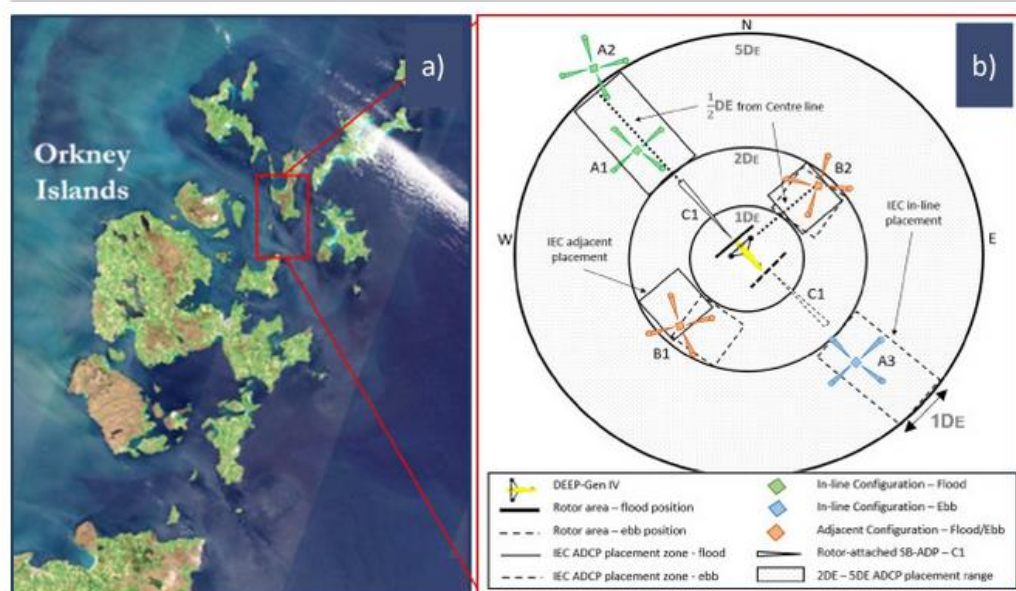 a)
Orkney
Islands
b)
N
5DE
A2
1/2 DE from Centre line
A1
2DE
B2
IEC in-line
placement
C1
1DE
W
E
IEC adjacent
placement
C1
B1
A3
1DE
DEEP-Gen IV
In-line Configuration – Flood
Rotor area – flood position
In-line Configuration – Ebb
Rotor area – ebb position
Adjacent Configuration – Flood/Ebb
IEC ADCP placement zone - flood
Rotor-attached SB-ADP – C1
IEC ADCP placement zone - ebb
2DE – 5DE ADCP placement range